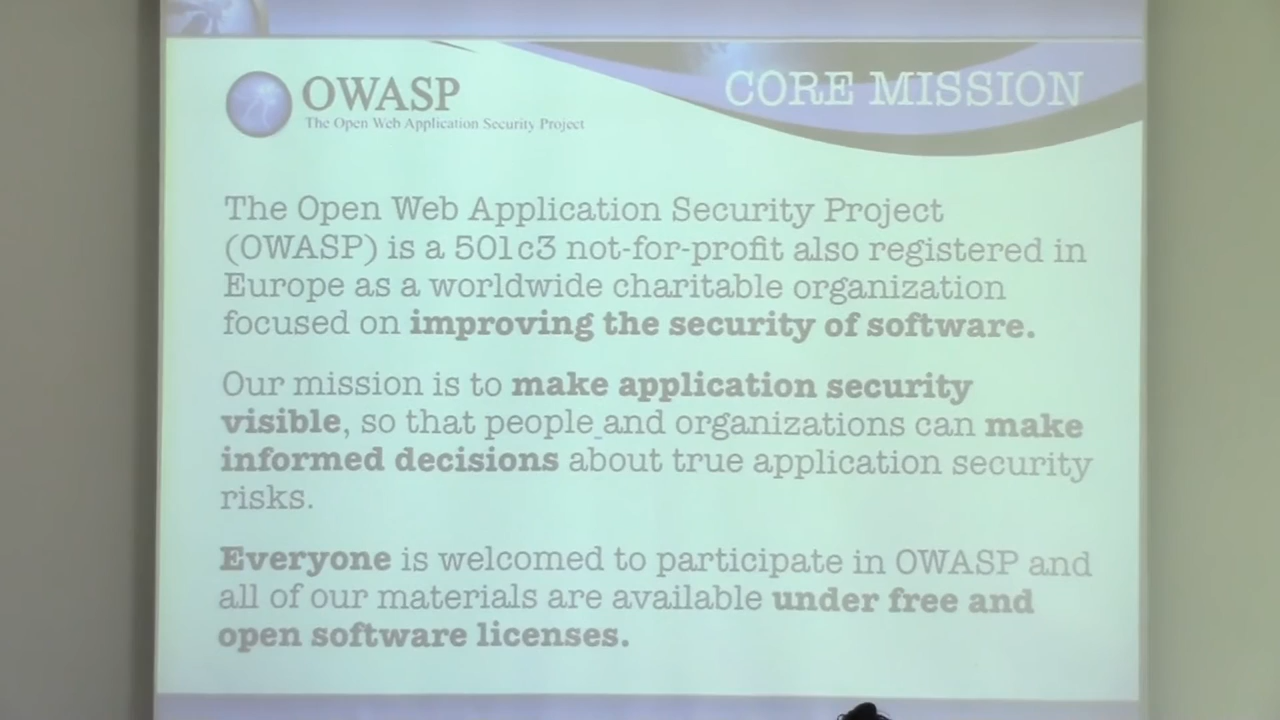 OWASP
The Open Web Application Security Project
CORE MISSION
The Open Web Application Security Project
(OWASP) is a 501c3 not-for-profit also registered in
Europe as a worldwide charitable organization
focused on improving the security of software.
Our mission is to make application security
visible, so that people and organizations can make
informed decisions about true application security
risks.
Everyone is welcomed to participate in OWASP and
all of our materials are available under free and
open software licenses.